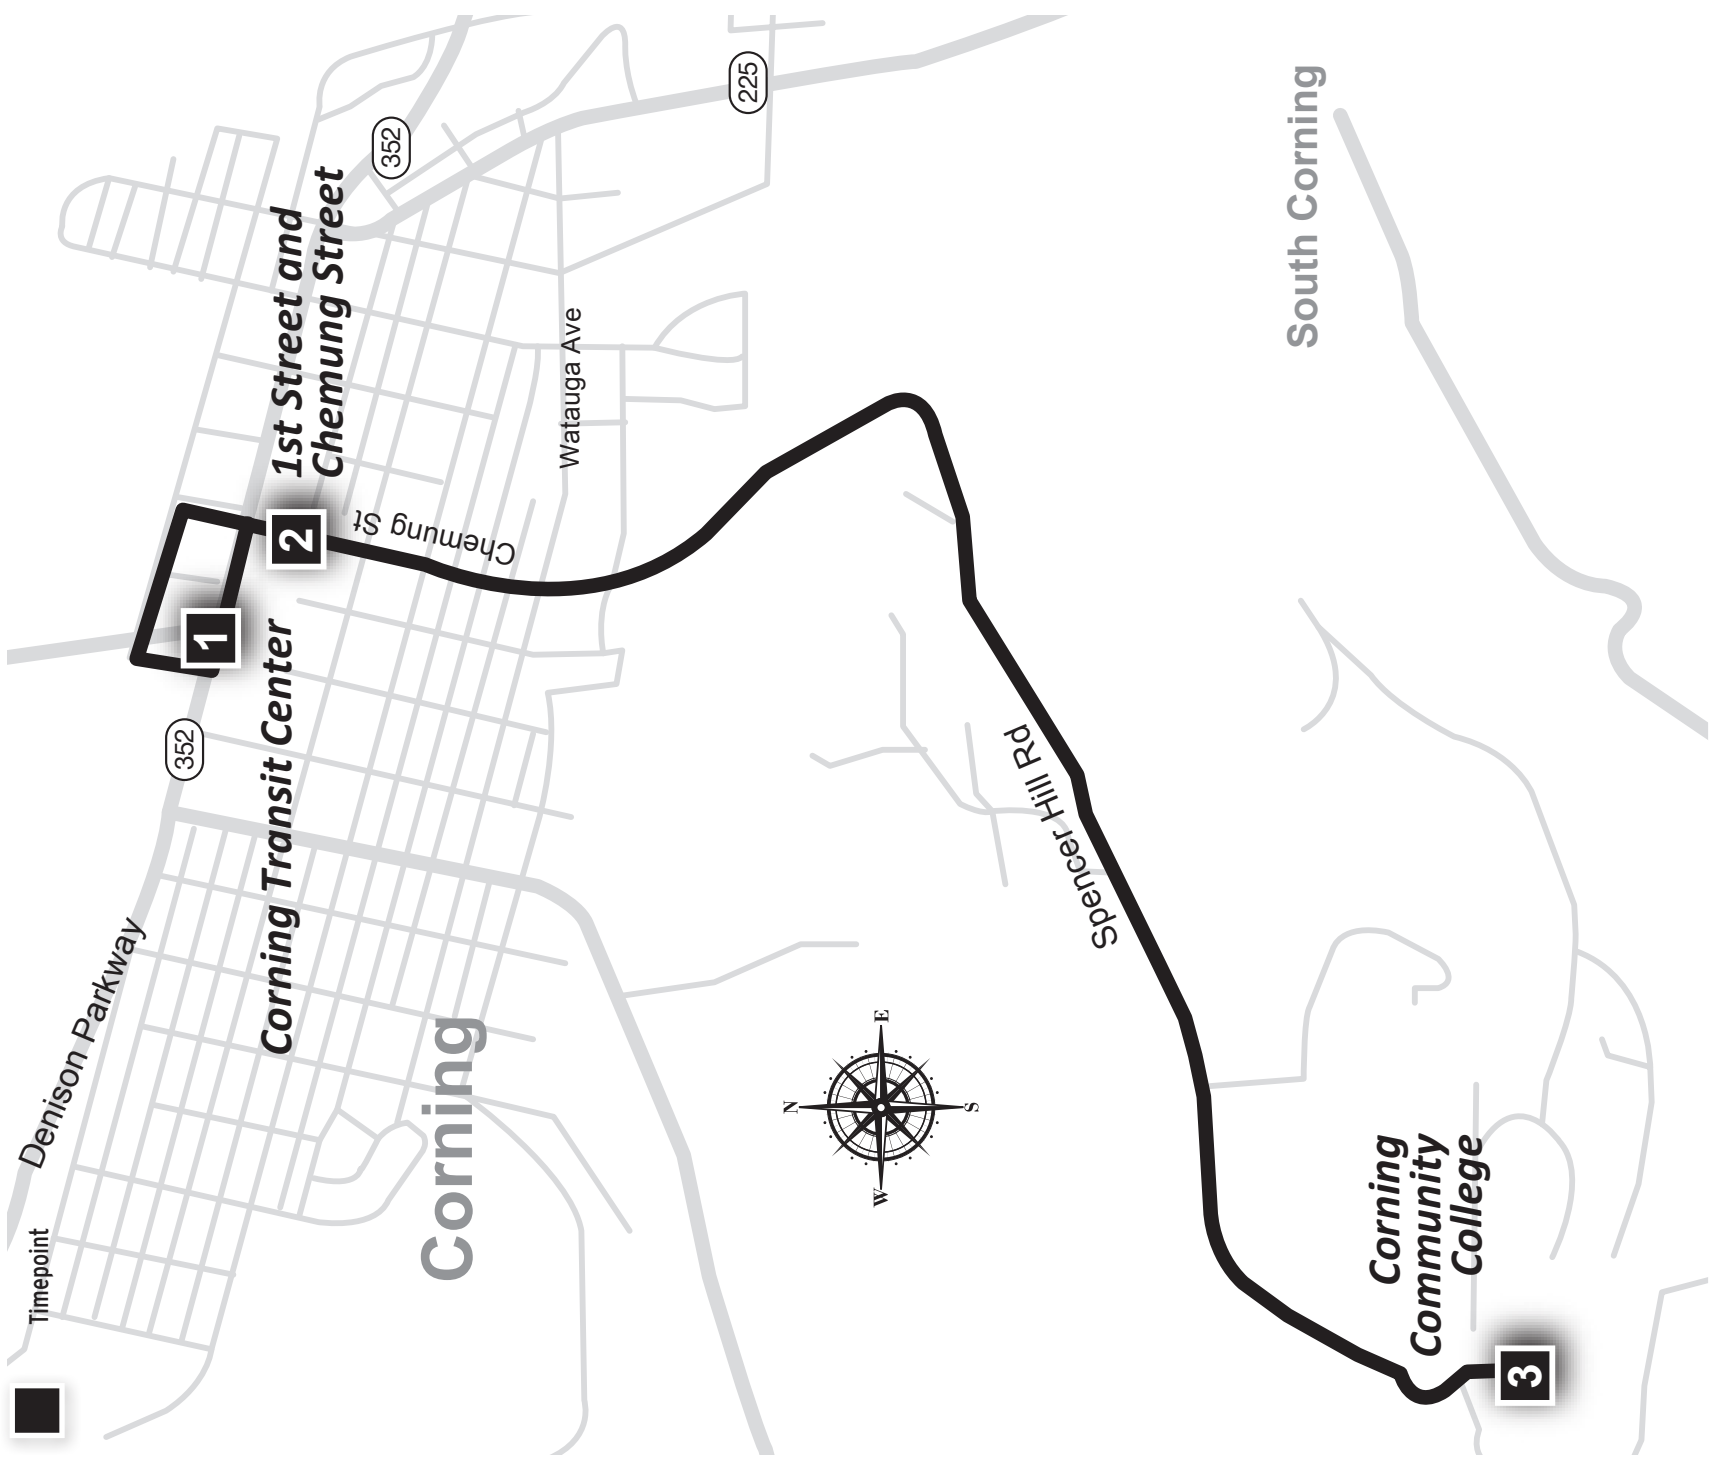 Timepoint
Denison Parkway
352
Corning Transit Center
1
2
1st Street and
Chemung Street
352
225
Chemung St
Watauga Ave
Corning
N
E
S
W
Spencer Hill Rd
South Corning
Corning
Community
College
3